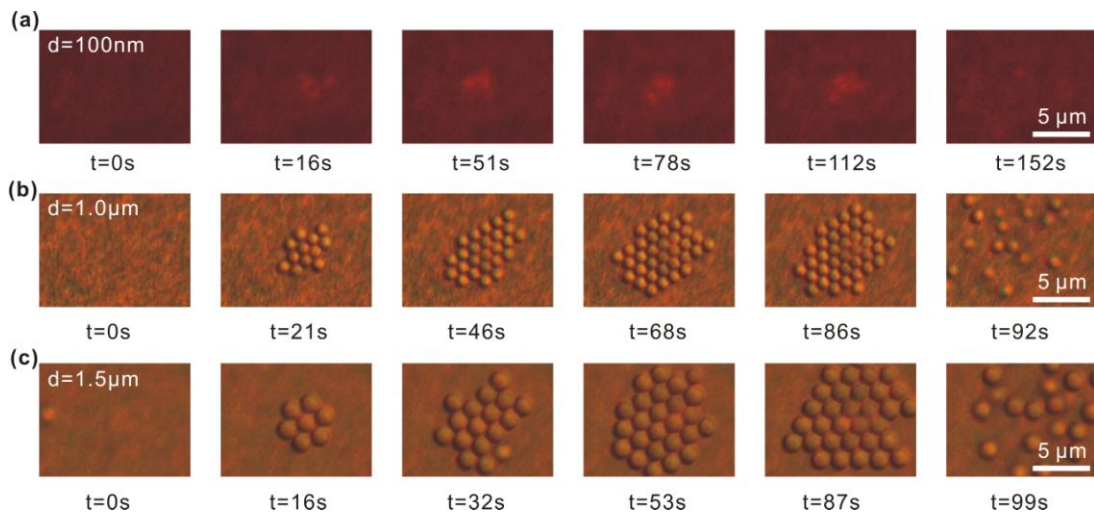 (a)
d=100nm
5 µm
t=0s t=16s t=51s t=78s t=112s t=152s
(b)
d=1.0µm
5 µm
t=0s t=21s t=46s t=68s t=86s t=92s
(c)
d=1.5µm
5 µm
t=0s t=16s t=32s t=53s t=87s t=99s